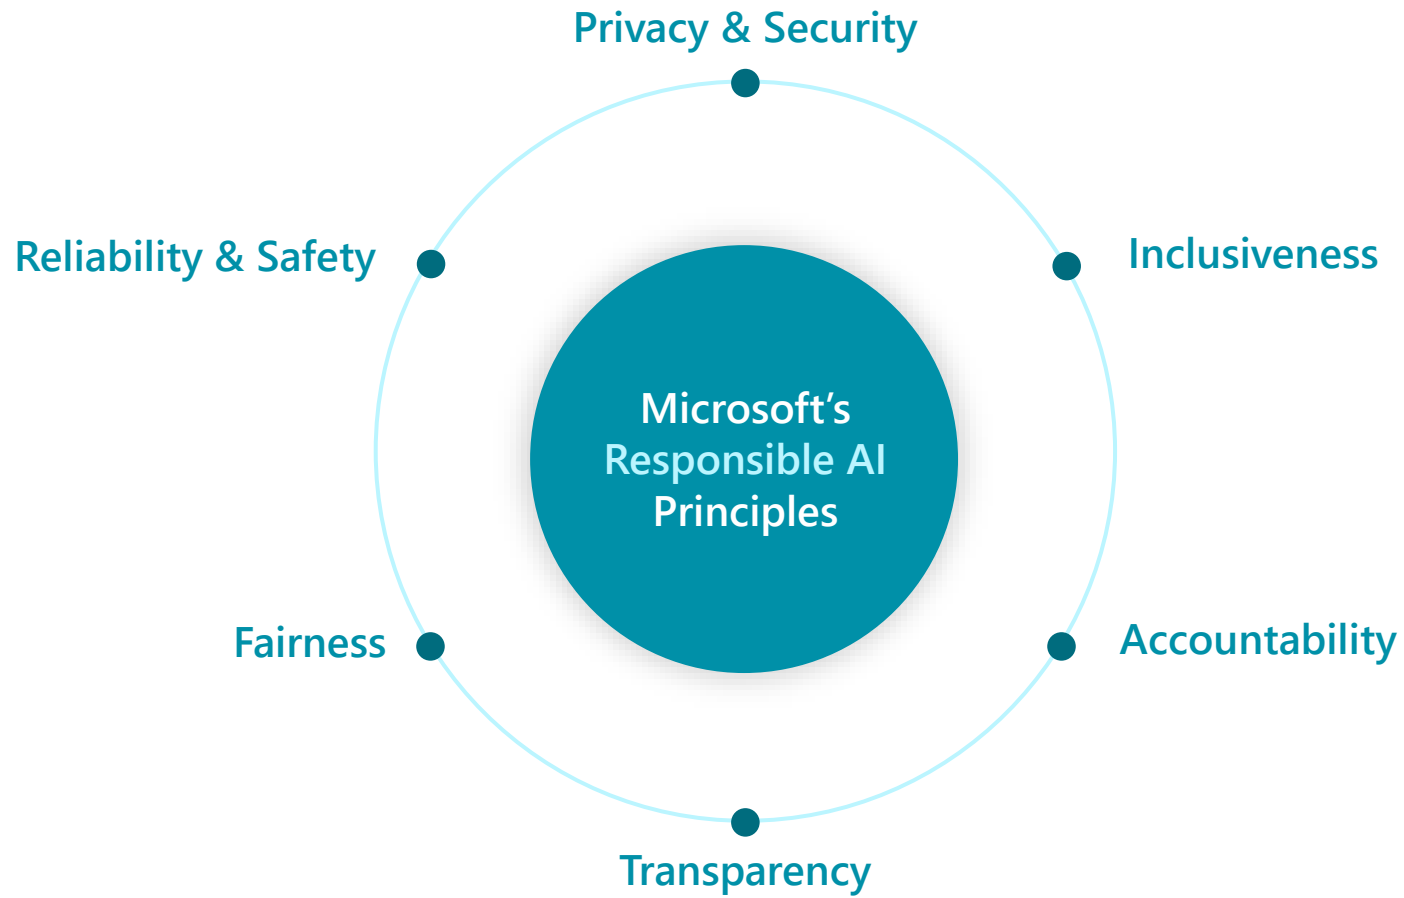 Privacy & Security
Reliability & Safety
Inclusiveness
Microsoft’s
Responsible AI
Principles
Fairness
Accountability
Transparency